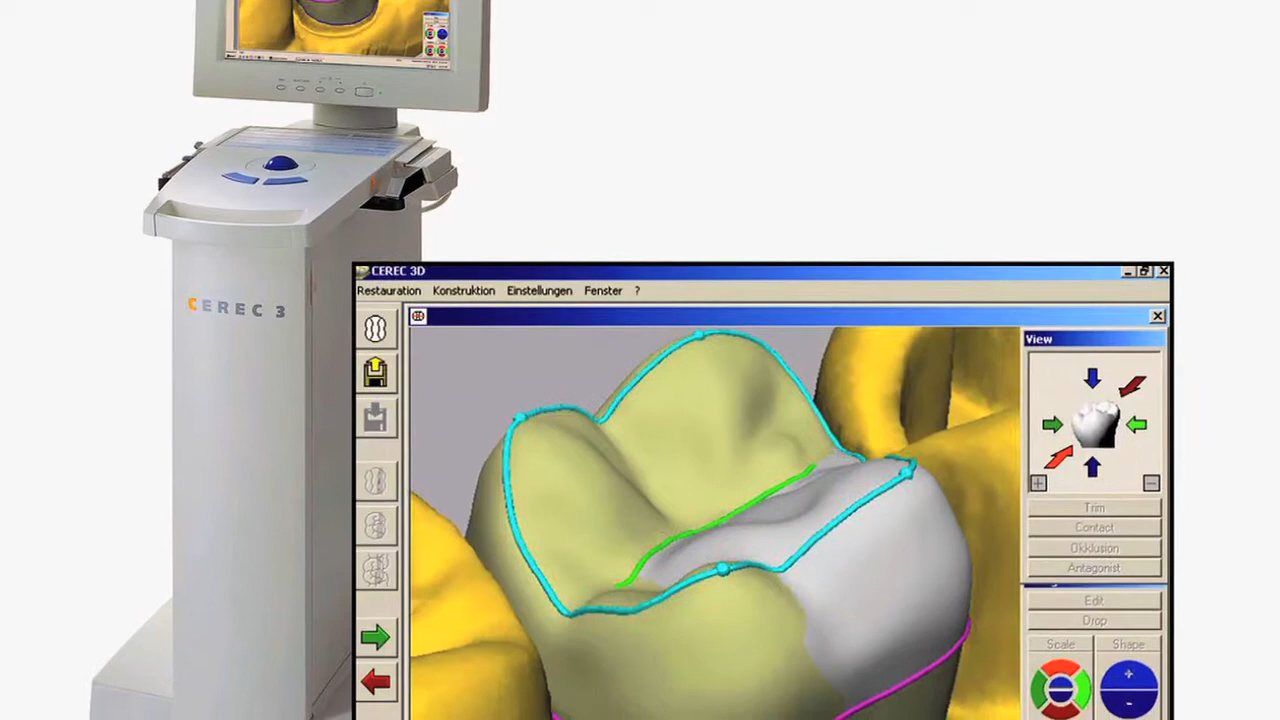 CEREC 3
CEREC 3D
Restauration Konstruktion Einstellungen Fenster ?
View
Trim
Contact
Okklusion
Antagonist
Edit
Drop
Scale Shape